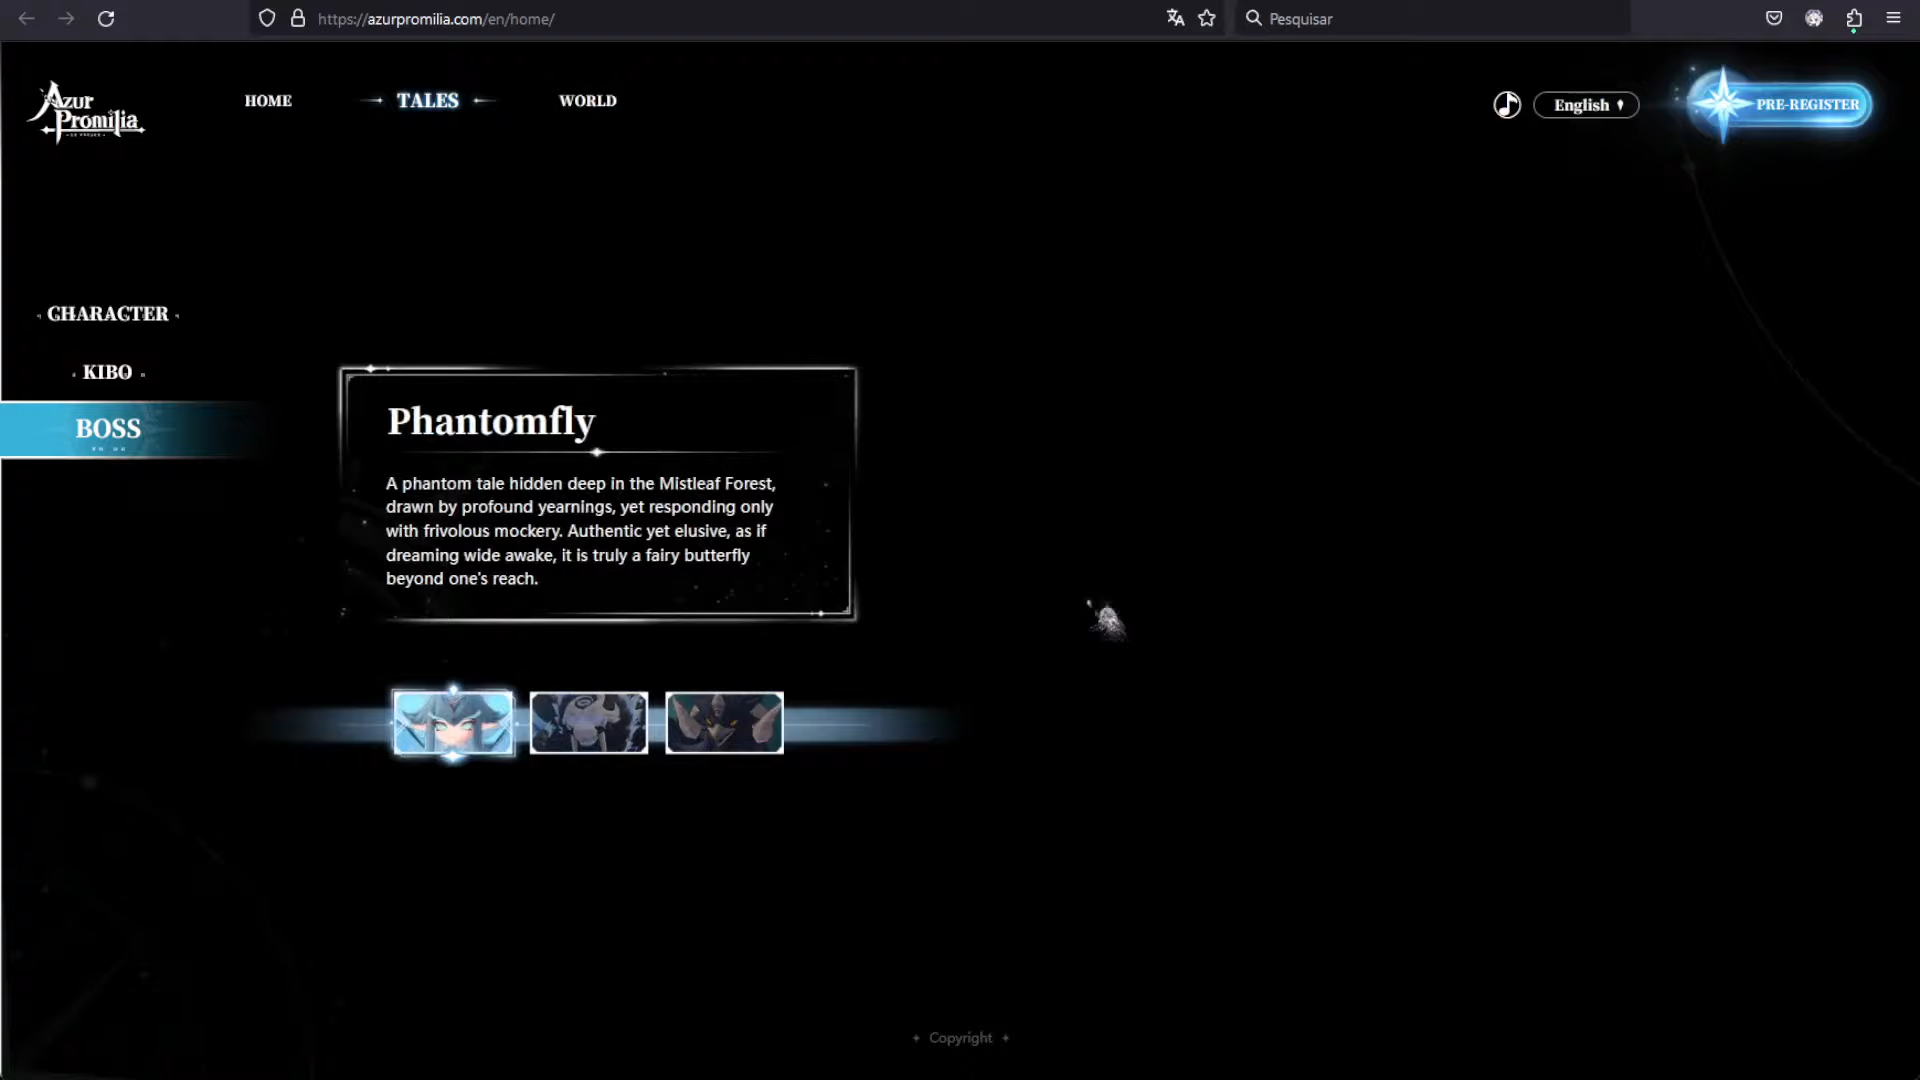 https://azurpromilia.com/en/home/
Pesquisar
Azur
Promilia
HOME
TALES
WORLD
English
PRE-REGISTER
CHARACTER
KIBO
BOSS
Phantomfly
A phantom tale hidden deep in the Mistleaf Forest,
drawn by profound yearnings, yet responding only
with frivolous mockery. Authentic yet elusive, as if
dreaming wide awake, it is truly a fairy butterfly
beyond one's reach.
Copyright